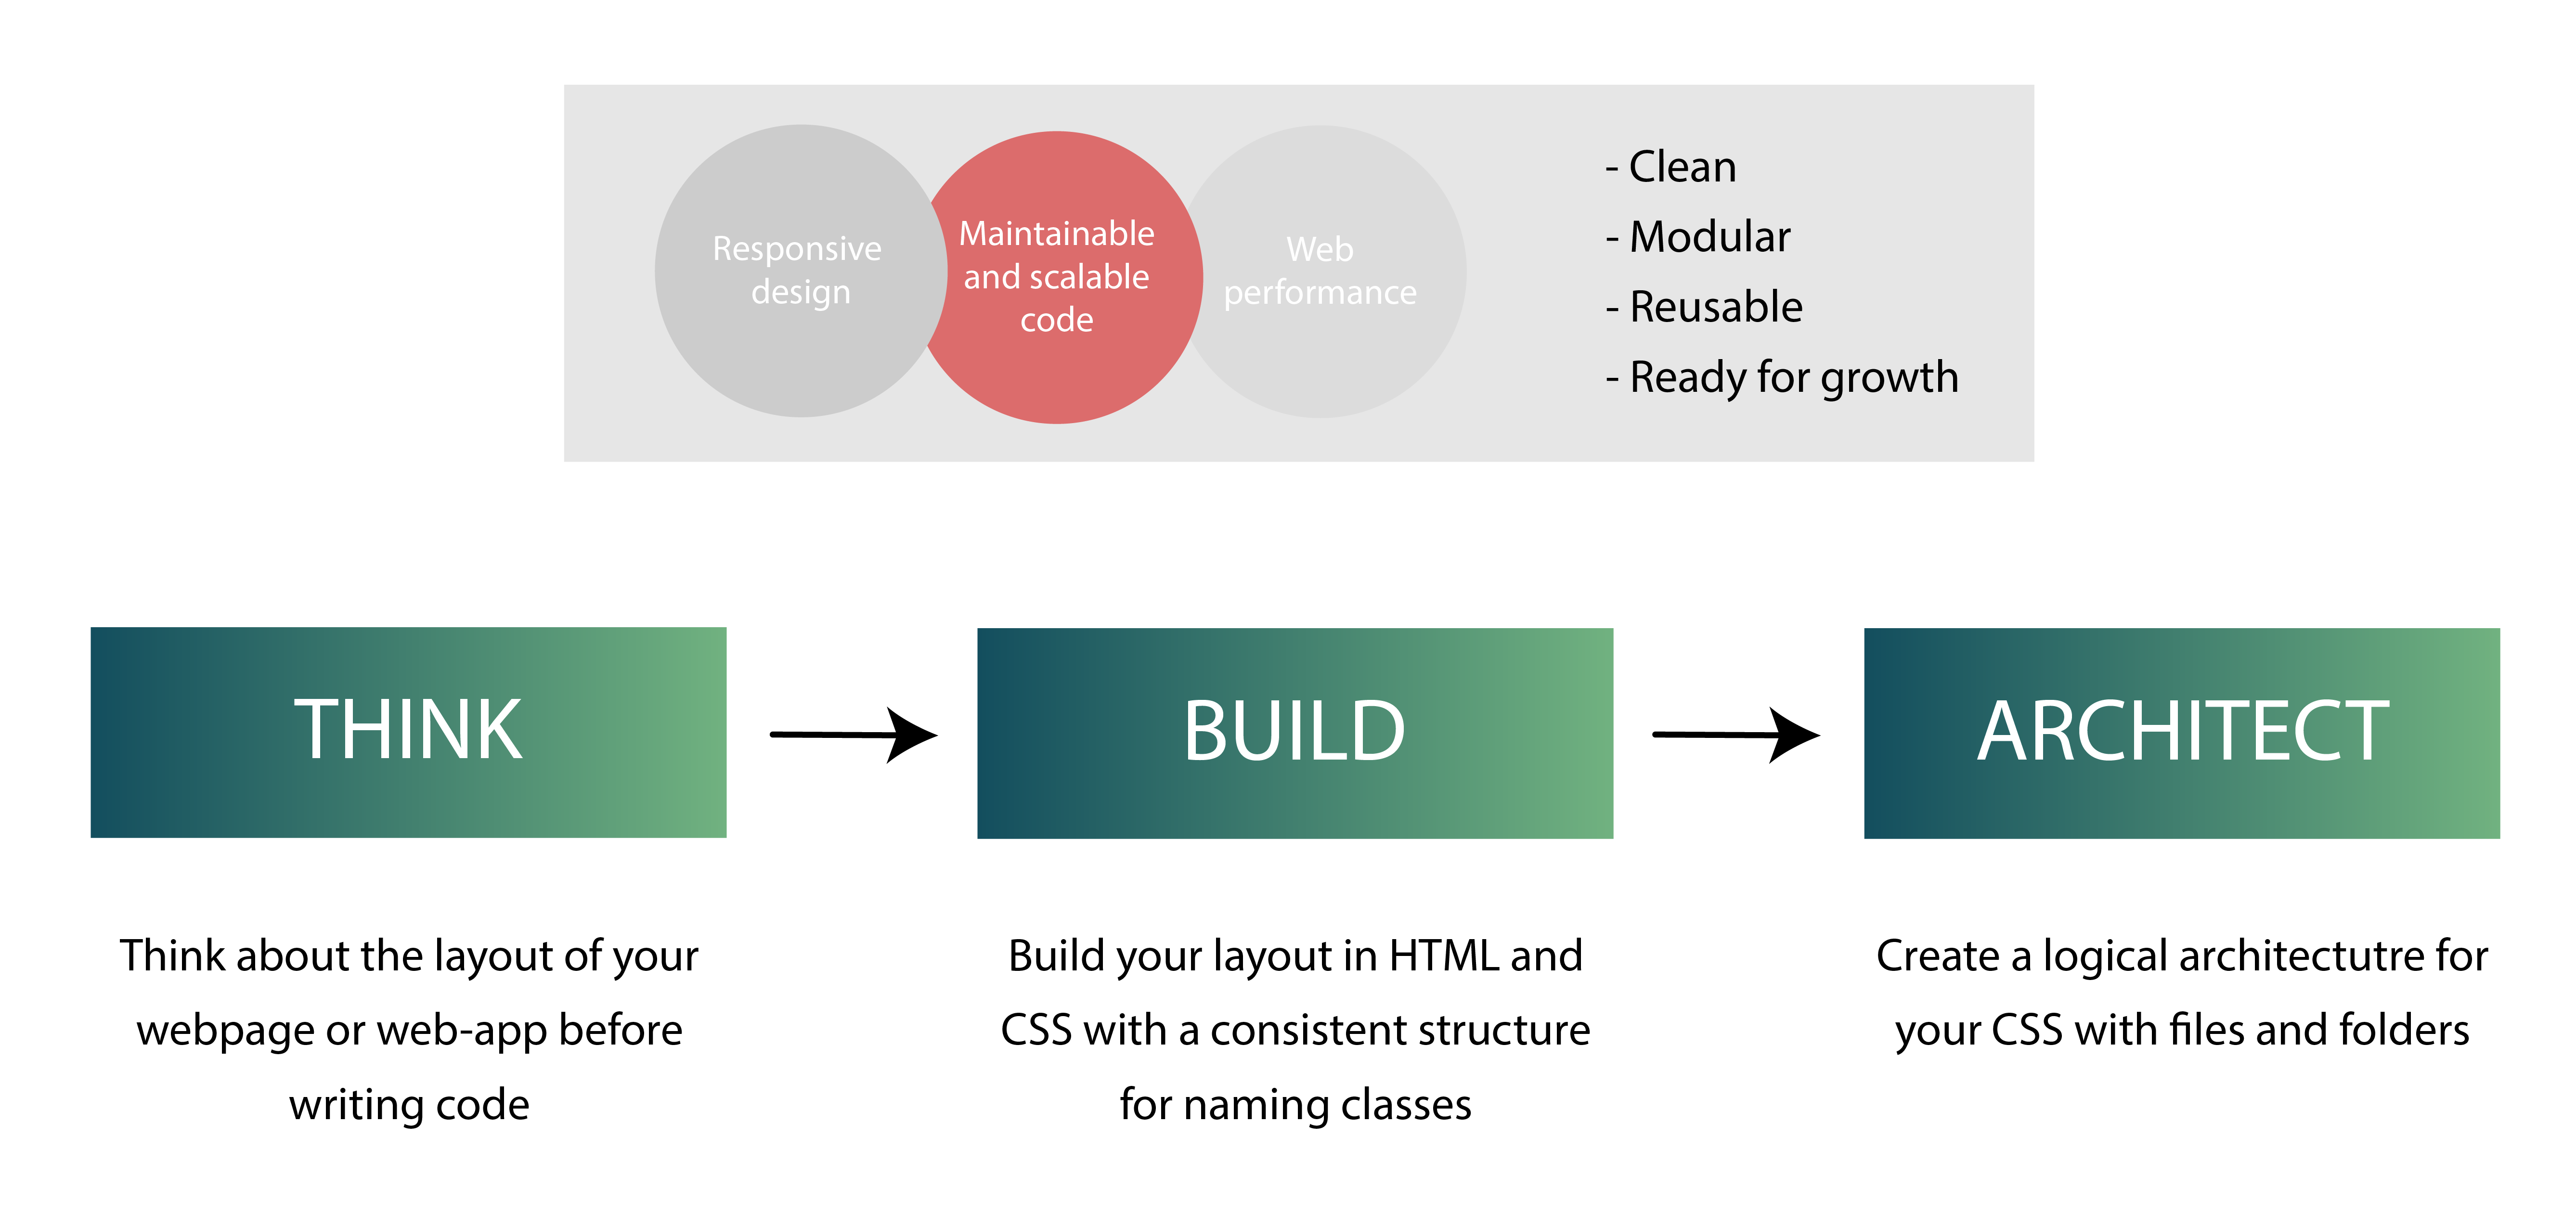 Responsive
design
Maintainable
and scalable
code
Web
performance
- Clean
- Modular
- Reusable
- Ready for growth
THINK
BUILD
ARCHITECT
Think about the layout of your
webpage or web-app before
writing code
Build your layout in HTML and
CSS with a consistent structure
for naming classes
Create a logical architectutre for
your CSS with files and folders